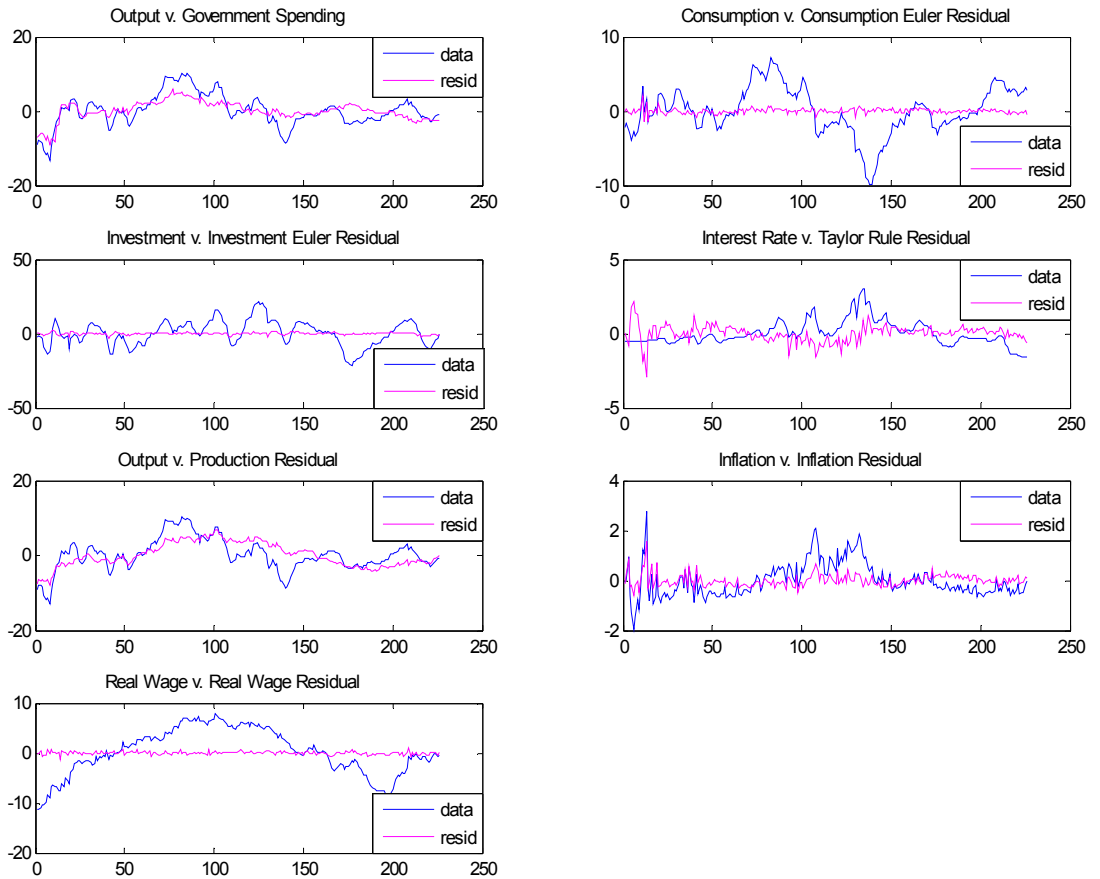 Output v. Government Spending
20
0
-20
0 50 100 150 200 250
data
resid
Consumption v. Consumption Euler Residual
10
0
-10
0 50 100 150 200 250
data
resid
Investment v. Investment Euler Residual
50
0
-50
0 50 100 150 200 250
data
resid
Interest Rate v. Taylor Rule Residual
5
0
-5
0 50 100 150 200 250
data
resid
Output v. Production Residual
20
0
-20
0 50 100 150 200 250
data
resid
Inflation v. Inflation Residual
4
2
0
-2
0 50 100 150 200 250
data
resid
Real Wage v. Real Wage Residual
10
0
-10
-20
0 50 100 150 200 250
data
resid